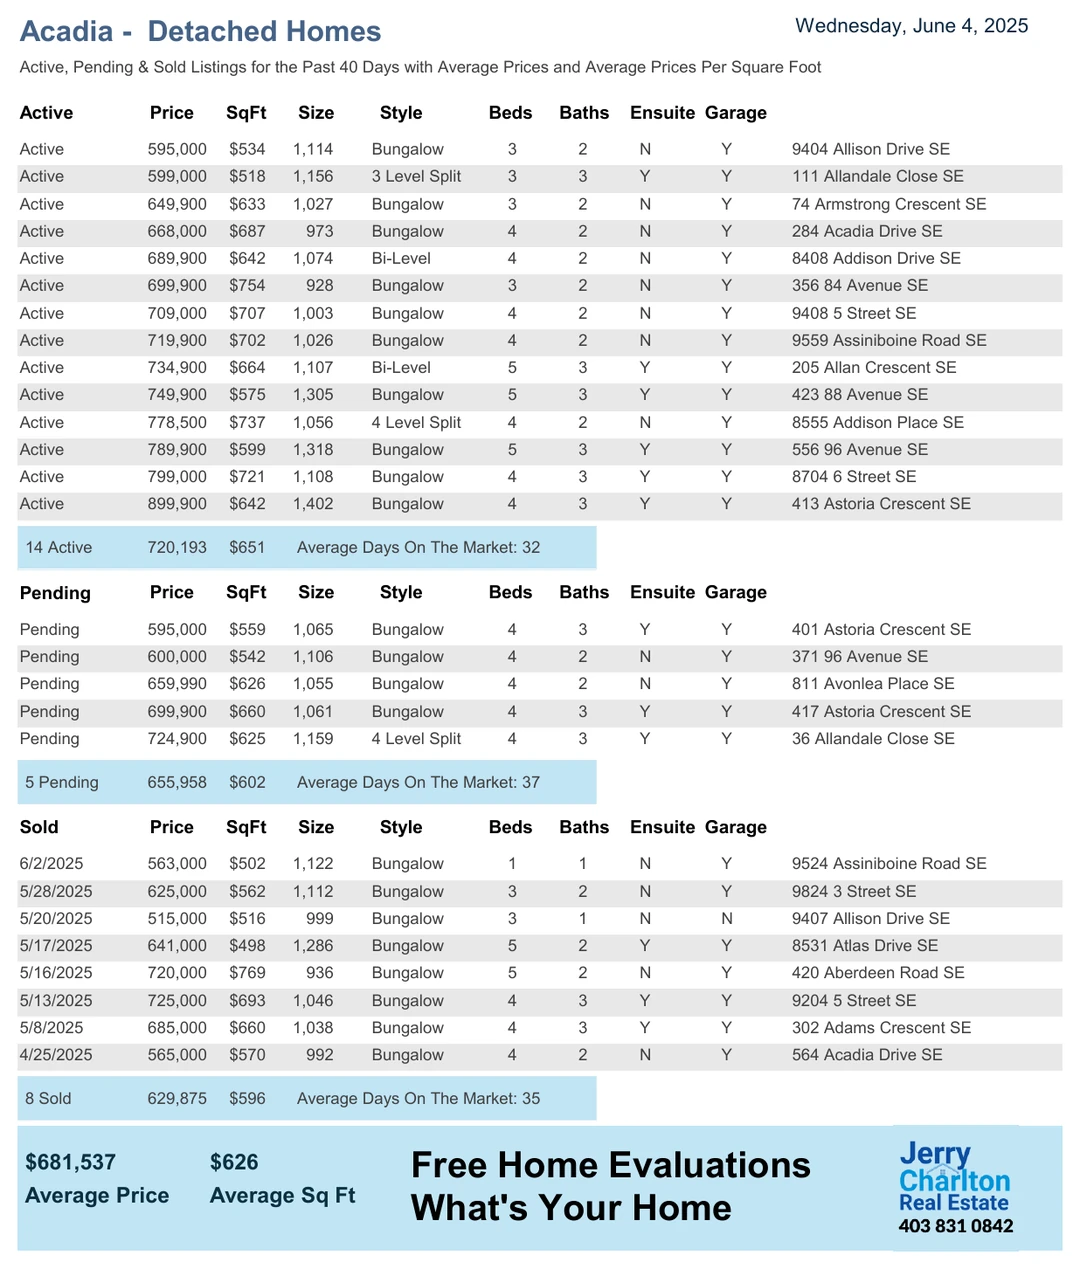 Acadia - Detached Homes
Wednesday, June 4, 2025
Active, Pending & Sold Listings for the Past 40 Days with Average Prices and Average Prices Per Square Foot
Active Price SqFt Size Style Beds Baths Ensuite Garage
Active 595,000 $534 1,114 Bungalow 3 2 N Y 9404 Allison Drive SE
Active 599,000 $518 1,156 3 Level Split 3 3 Y Y 111 Allandale Close SE
Active 649,900 $633 1,027 Bungalow 3 2 N Y 74 Armstrong Crescent SE
Active 668,000 $687 973 Bungalow 4 2 N Y 284 Acadia Drive SE
Active 689,900 $642 1,074 Bi-Level 4 2 N Y 8408 Addison Drive SE
Active 699,900 $754 928 Bungalow 3 2 N Y 356 84 Avenue SE
Active 709,000 $707 1,003 Bungalow 4 2 N Y 9408 5 Street SE
Active 719,900 $702 1,026 Bungalow 4 2 N Y 9559 Assiniboine Road SE
Active 734,900 $664 1,107 Bi-Level 5 3 Y Y 205 Allan Crescent SE
Active 749,900 $575 1,305 Bungalow 5 3 Y Y 423 88 Avenue SE
Active 778,500 $737 1,056 4 Level Split 4 2 N Y 8555 Addison Place SE
Active 789,900 $599 1,318 Bungalow 5 3 Y Y 556 96 Avenue SE
Active 799,000 $721 1,108 Bungalow 4 3 Y Y 8704 6 Street SE
Active 899,900 $642 1,402 Bungalow 4 3 Y Y 413 Astoria Crescent SE
14 Active 720,193 $651 Average Days On The Market: 32
Pending Price SqFt Size Style Beds Baths Ensuite Garage
Pending 595,000 $559 1,065 Bungalow 4 3 Y Y 401 Astoria Crescent SE
Pending 600,000 $542 1,106 Bungalow 4 2 N Y 371 96 Avenue SE
Pending 659,990 $626 1,055 Bungalow 4 2 N Y 811 Avonlea Place SE
Pending 699,900 $660 1,061 Bungalow 4 3 Y Y 417 Astoria Crescent SE
Pending 724,900 $625 1,159 4 Level Split 4 3 Y Y 36 Allandale Close SE
5 Pending 655,958 $602 Average Days On The Market: 37
Sold Price SqFt Size Style Beds Baths Ensuite Garage
6/2/2025 563,000 $502 1,122 Bungalow 1 1 N Y 9524 Assiniboine Road SE
5/28/2025 625,000 $562 1,112 Bungalow 3 2 N Y 9824 3 Street SE
5/20/2025 515,000 $516 999 Bungalow 3 1 N N 9407 Allison Drive SE
5/17/2025 641,000 $498 1,286 Bungalow 5 2 Y Y 8531 Atlas Drive SE
5/16/2025 720,000 $769 936 Bungalow 5 2 N Y 420 Aberdeen Road SE
5/13/2025 725,000 $693 1,046 Bungalow 4 3 Y Y 9204 5 Street SE
5/8/2025 685,000 $660 1,038 Bungalow 4 3 Y Y 302 Adams Crescent SE
4/25/2025 565,000 $570 992 Bungalow 4 2 N Y 564 Acadia Drive SE
8 Sold 629,875 $596 Average Days On The Market: 35
$681,537 $626
Average Price Average Sq Ft
Free Home Evaluations
What's Your Home
Jerry
Charlton
Real Estate
403 831 0842